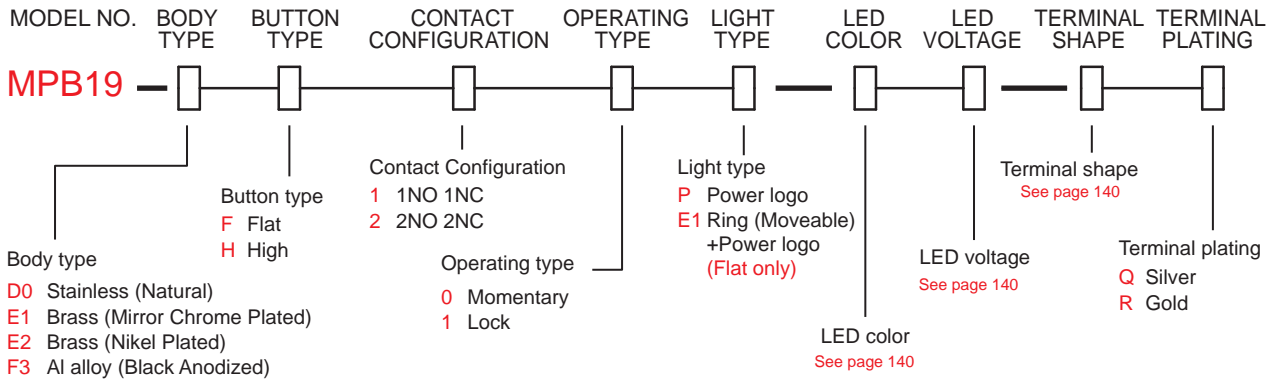 MODEL NO.
BODY TYPE
BUTTON TYPE
CONTACT CONFIGURATION
OPERATING TYPE
LIGHT TYPE
LED COLOR
LED VOLTAGE
TERMINAL SHAPE
TERMINAL PLATING
MPB19
Body type
D0 Stainless (Natural)
E1 Brass (Mirror Chrome Plated)
E2 Brass (Nikel Plated)
F3 Al alloy (Black Anodized)
Button type
F Flat
H High
Contact Configuration
1 1NO 1NC
2 2NO 2NC
Operating type
0 Momentary
1 Lock
Light type
P Power logo
E1 Ring (Moveable)
+Power logo
(Flat only)
LED color
See page 140
LED voltage
See page 140
Terminal shape
See page 140
Terminal plating
Q Silver
R Gold